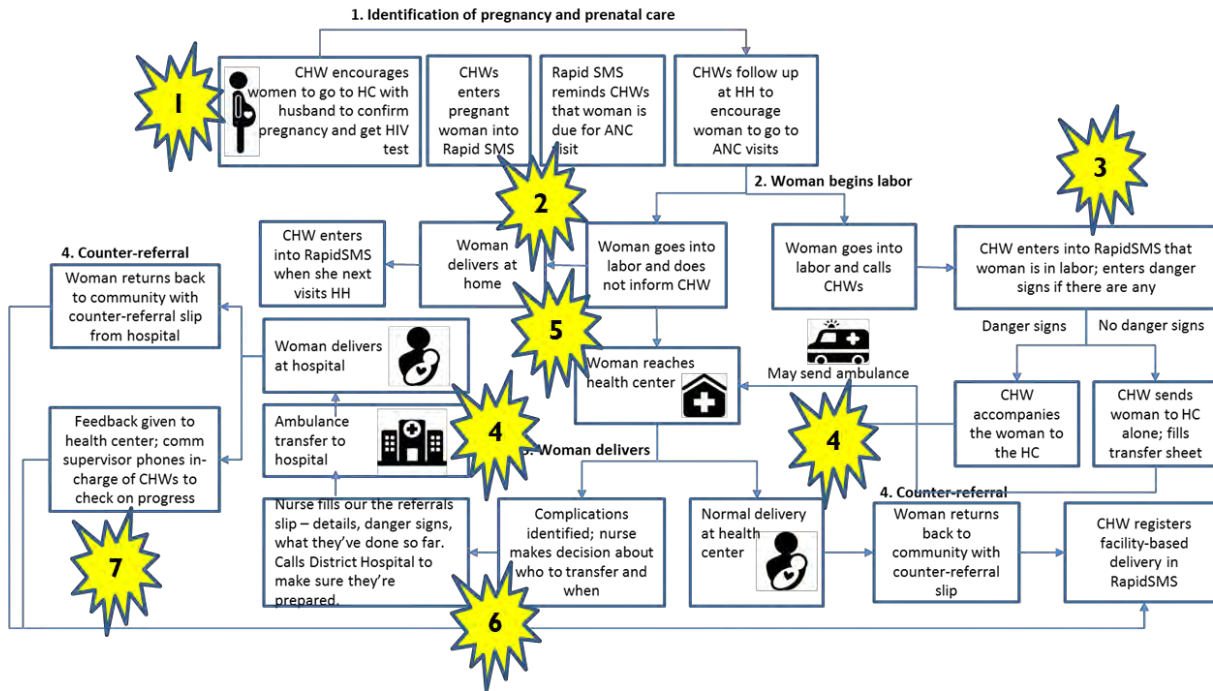 1. Identification of pregnancy and prenatal care
1
CHW encourages
women to go to HC with
husband to confirm
pregnancy and get HIV
test
CHWs
enters
pregnant
woman into
Rapid SMS
Rapid SMS
reminds CHWs
that woman is
due for ANC
visit
CHWs follow up
at HH to
encourage
woman to go to
ANC visits
3
2. Woman begins labor
2
4. Counter-referral
Woman returns back
to community with
counter-referral slip
from hospital
CHW enters
into RapidSMS
when she next
visits HH
Woman
delivers at
home
Woman goes into
labor and does
not inform CHW
Woman goes into
labor and calls
CHWs
CHW enters into RapidSMS that
woman is in labor; enters danger
signs if there are any
5
Danger signs
No danger signs
Woman delivers
at hospital
Woman reaches
health center
May send ambulance
CHW
accompanies
the woman to
the HC
CHW sends
woman to HC
alone; fills
transfer sheet
Feedback given to
health center; comm
supervisor phones in-
charge of CHWs to
check on progress
Ambulance
transfer to
hospital
4
4
Woman delivers
4. Counter-referral
7
Nurse fills our the referrals
slip – details, danger signs,
what they've done so far.
Calls District Hospital to
make sure they're
prepared.
Complications
identified; nurse
makes decision about
who to transfer and
when
Normal delivery
at health
center
Woman returns
back to
community with
counter-referral
slip
CHW registers
facility-based
delivery in
RapidSMS
6